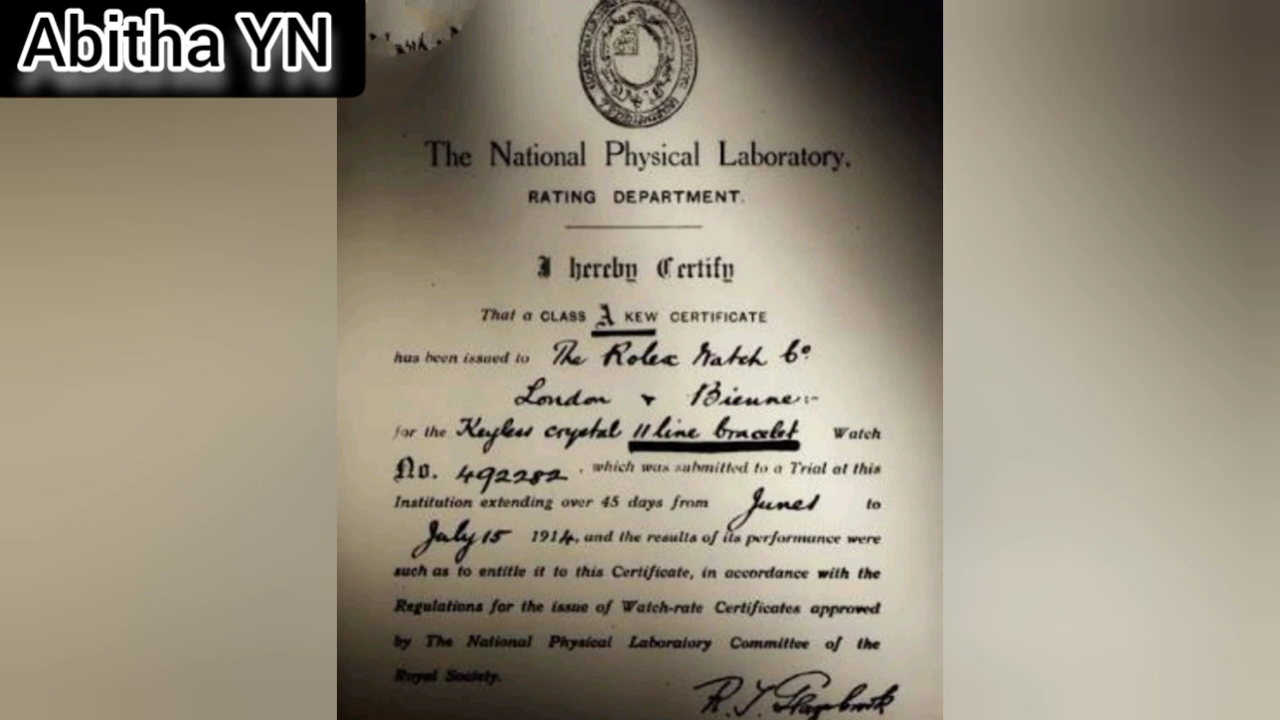 Abitha YN
The National Physical Laboratory.
RATING DEPARTMENT.
I hereby Certify
That a CLASS A KEW CERTIFICATE
has been issued to The Rolex Watch Co
London & Bienne:-
for the Keyless crystal 11 line bracelet Watch
No. 492282, which was submitted to a Trial at this
Institution extending over 45 days from June 1 to
July 15 1914, and the results of its performance were
such as to entitle it to this Certificate, in accordance with the
Regulations for the issue of Watch-rate Certificates approved
by The National Physical Laboratory Committee of the
Royal Society.
R. T. Glazebrook